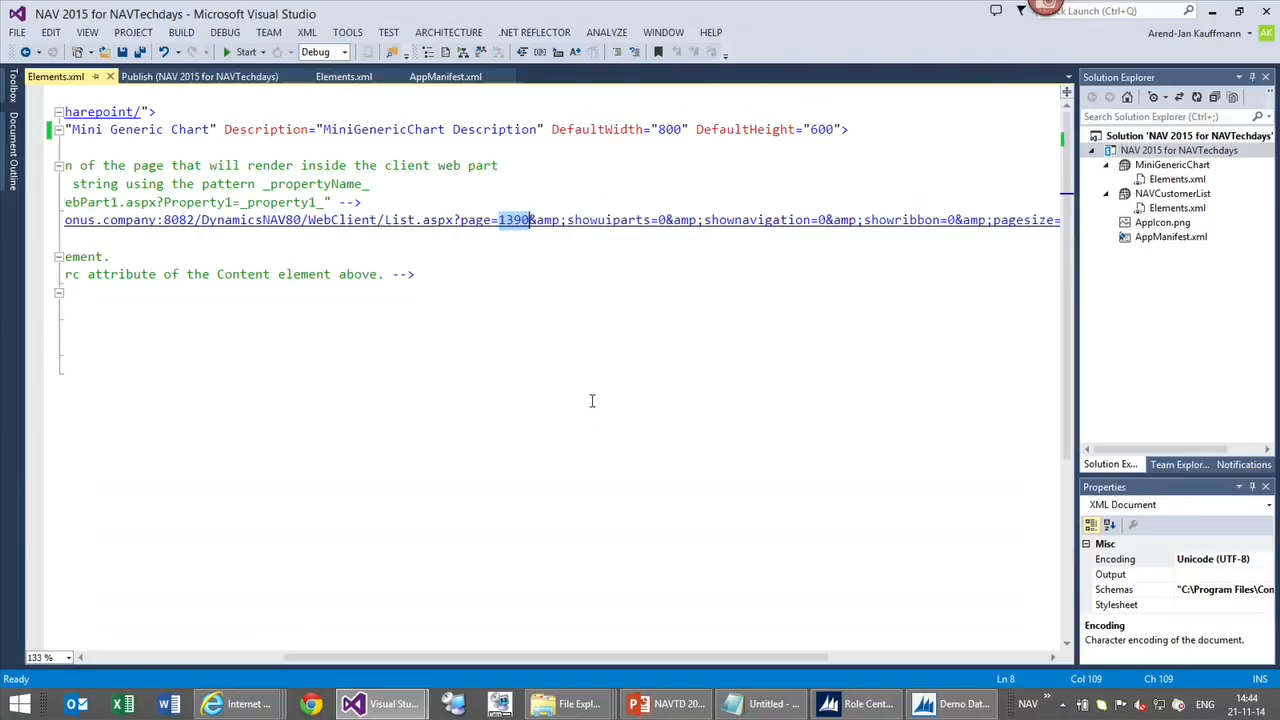 NAV 2015 for NAVTechdays - Microsoft Visual Studio
k Launch (Ctrl+Q)
FILE EDIT VIEW PROJECT BUILD DEBUG TEAM XML TOOLS TEST ARCHITECTURE .NET REFLECTOR ANALYZE WINDOW HELP
Arend-Jan Kauffmann
AK
Start
Debug
Elements.xml
Publish (NAV 2015 for NAVTechdays)
Elements.xml
AppManifest.xml
Toolbox
Document Outline
harepoint/">
"Mini Generic Chart" Description="MiniGenericChart Description" DefaultWidth="800" DefaultHeight="600">
n of the page that will render inside the client web part
string using the pattern _propertyName_
ebPart1.aspx?Property1=_property1_" -->
onus.company:8082/DynamicsNAV80/WebClient/List.aspx?page=1390&amp;showuiparts=0&amp;shownavigation=0&amp;showribbon=0&amp;pagesize=
ement.
rc attribute of the Content element above. -->
133 %
Solution Explorer
Search Solution Explorer (Ctrl+;)
Solution 'NAV 2015 for NAVTechdays'
NAV 2015 for NAVTechdays
MiniGenericChart
Elements.xml
NAVCustomerList
Elements.xml
AppIcon.png
AppManifest.xml
Solution Ex...
Team Explor...
Notifications
Properties
XML Document
Misc
Encoding Unicode (UTF-8)
Output
Schemas "C:\Program Files\Con
Stylesheet
Encoding
Character encoding of the document.
Ready
Ln 8
Col 109
Ch 109
INS
Internet ...
Visual Stu...
File Expl...
NAVTD 20...
Untitled - ...
Role Cent...
Demo Dat...
NAV
ENG
14:44
21-11-14